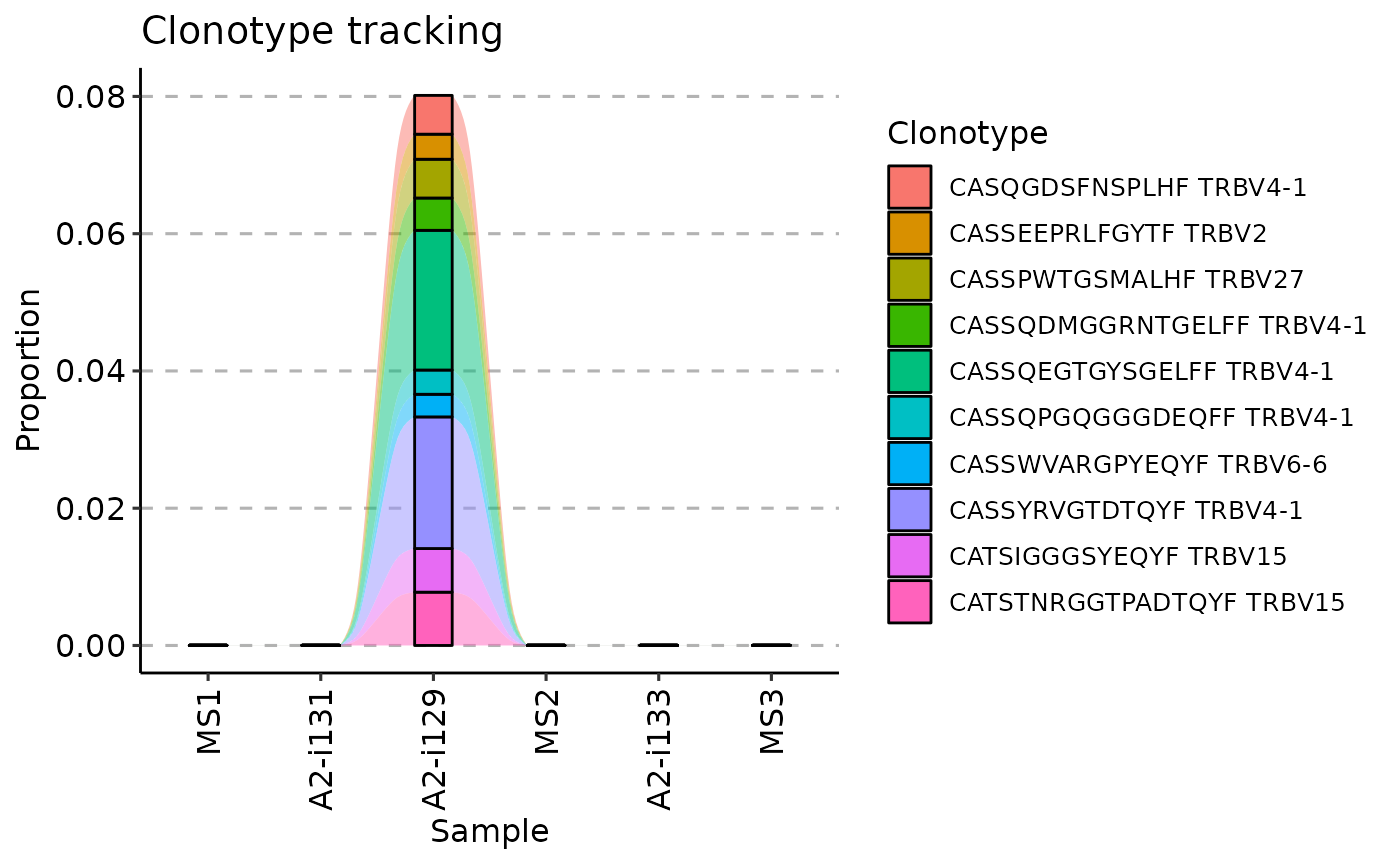 Clonotype tracking
0.08
0.06
0.04
0.02
0.00
Proportion
MS1
A2-i131
A2-i129
MS2
A2-i133
MS3
Sample
Clonotype
CASQGDSFNSPLHF TRBV4-1
CASSEEPRLFGYTF TRBV2
CASSPWTGSMALHF TRBV27
CASSQDMGGRNTGELFF TRBV4-1
CASSQEGTGYSGELFF TRBV4-1
CASSQPGQGGGDEQFF TRBV4-1
CASSWVARGPYEQYF TRBV6-6
CASSYRVGTDTQYF TRBV4-1
CATSIGGGSYEQYF TRBV15
CATSTNRGGTPADTQYF TRBV15